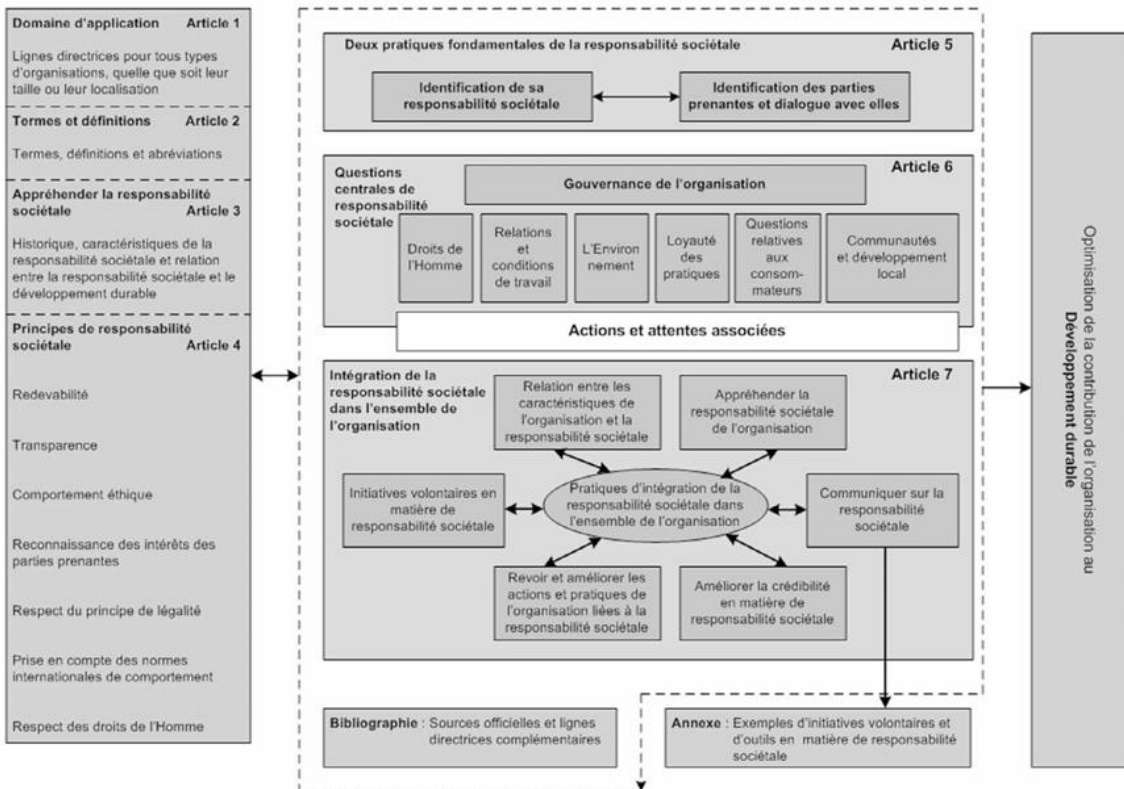 Domaine d'application Article 1
Lignes directrices pour tous types
d'organisations, quelle que soit leur
taille ou leur localisation
Termes et définitions Article 2
Termes, définitions et abréviations
Appréhender la responsabilité
sociétale Article 3
Historique, caractéristiques de la
responsabilité sociétale et relation
entre la responsabilité sociétale et le
développement durable
Principes de responsabilité
sociétale Article 4
Redevabilité
Transparence
Comportement éthique
Reconnaissance des intérêts des
parties prenantes
Respect du principe de légalité
Prise en compte des normes
internationales de comportement
Respect des droits de l'Homme
Deux pratiques fondamentales de la responsabilité sociétale Article 5
Identification de sa
responsabilité sociétale
Identification des parties
prenantes et dialogue avec elles
Questions
centrales de
responsabilité
sociétale
Article 6
Gouvernance de l'organisation
Droits de
l'Homme
Relations
et
conditions
de travail
L'Environ
nement
Loyauté
des
pratiques
Questions
relatives
aux
consom-
mateurs
Communautés
et développement
local
Actions et attentes associées
Intégration de la
responsabilité sociétale
dans l'ensemble de
l'organisation
Article 7
Relation entre les
caractéristiques de
l'organisation et la
responsabilité sociétale
Appréhender la
responsabilité sociétale
de l'organisation
Initiatives volontaires en
matière de
responsabilité sociétale
Pratiques d'intégration de la
responsabilité sociétale dans
l'ensemble de l'organisation
Communiquer sur la
responsabilité
sociétale
Revoir et améliorer les
actions et pratiques de
l'organisation liées à la
responsabilité sociétale
Améliorer la crédibilité
en matière de
responsabilité sociétale
Bibliographie : Sources officielles et lignes
directrices complémentaires
Annexe : Exemples d'initiatives volontaires et
d'outils en matière de responsabilité
sociétale
Optimisation de la contribution de l'organisation au
Développement durable